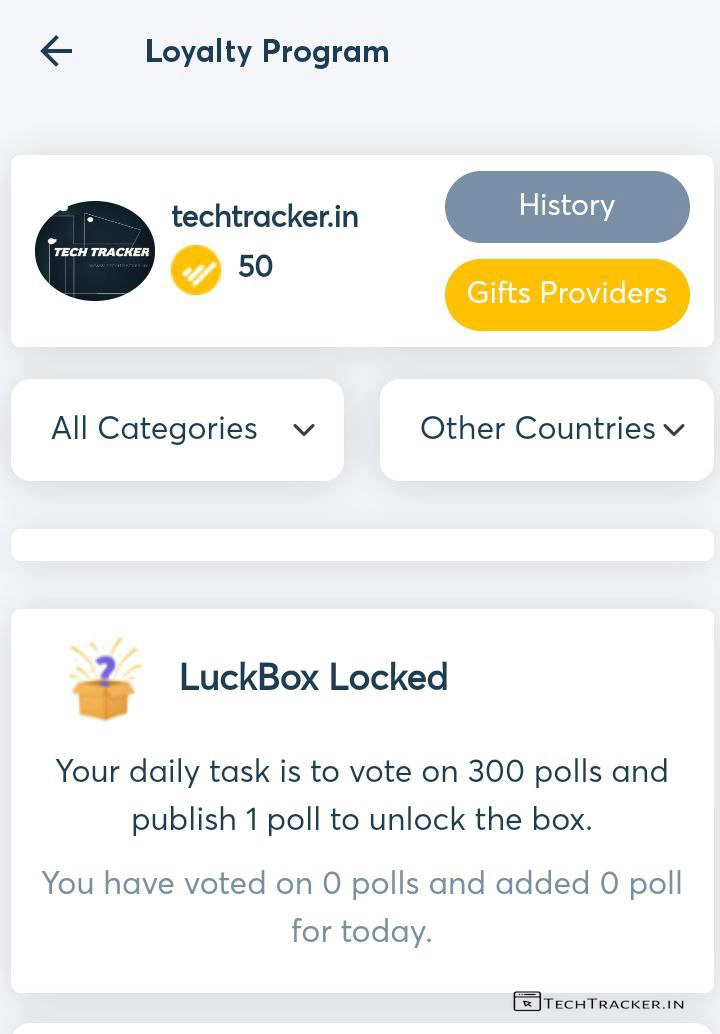 Loyalty Program
techtracker.in
50
History
Gifts Providers
TECH TRACKER
All Categories
Other Countries
LuckBox Locked
Your daily task is to vote on 300 polls and
publish 1 poll to unlock the box.
You have voted on 0 polls and added 0 poll
for today.
TECHTRACKER.IN